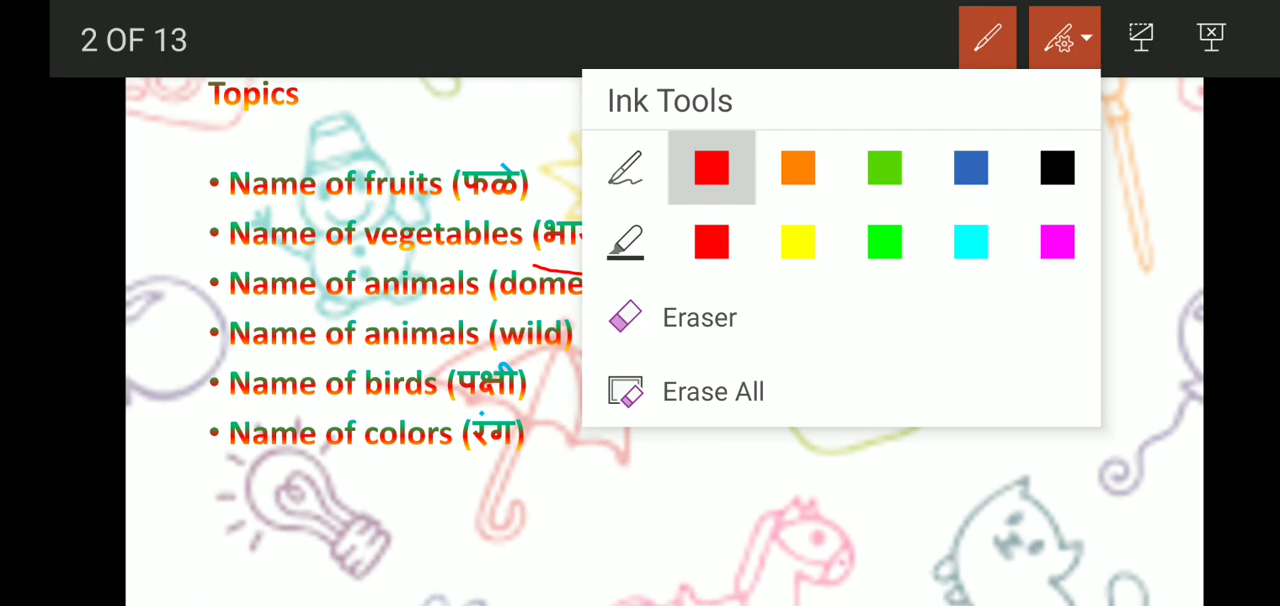 2 OF 13
Ink Tools
Eraser
Erase All
Topics
• Name of fruits (फळे)
• Name of vegetables
• Name of animals
• Name of animals (wild)
• Name of birds (पक्षी)
• Name of colors (रंग)